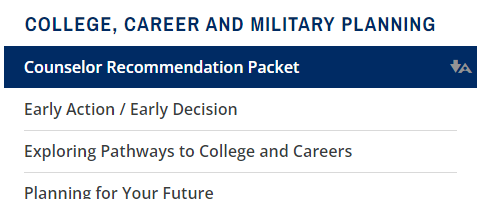 COLLEGE, CAREER AND MILITARY PLANNING
Counselor Recommendation Packet
Early Action / Early Decision
Exploring Pathways to College and Careers
Planning for Your Future